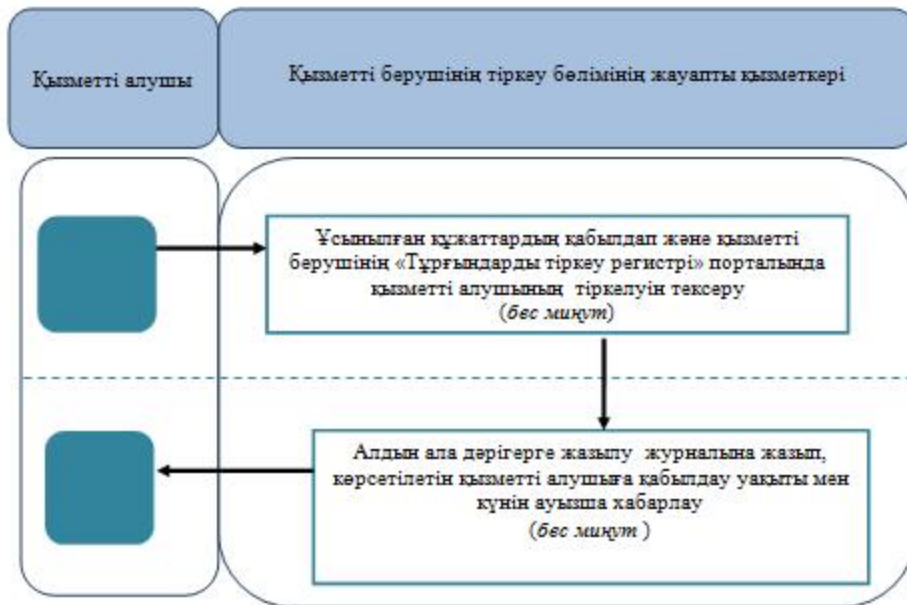 Қызметті алушы
Қызметті берушінің тіркеу бөлімінің жауапты қызметкері
Ұсынылған құжаттардың қабылдап және қызметті
берушінің «Тұрғындарды тіркеу регистрі» порталында
қызметті алушының тіркелуін тексеру
(бес минут)
Алдын ала дәрігерге жазылу журналына жазып,
көрсетілетін қызметті алушыға қабылдау уақыты мен
күнін ауызша хабарлау
(бес минут )